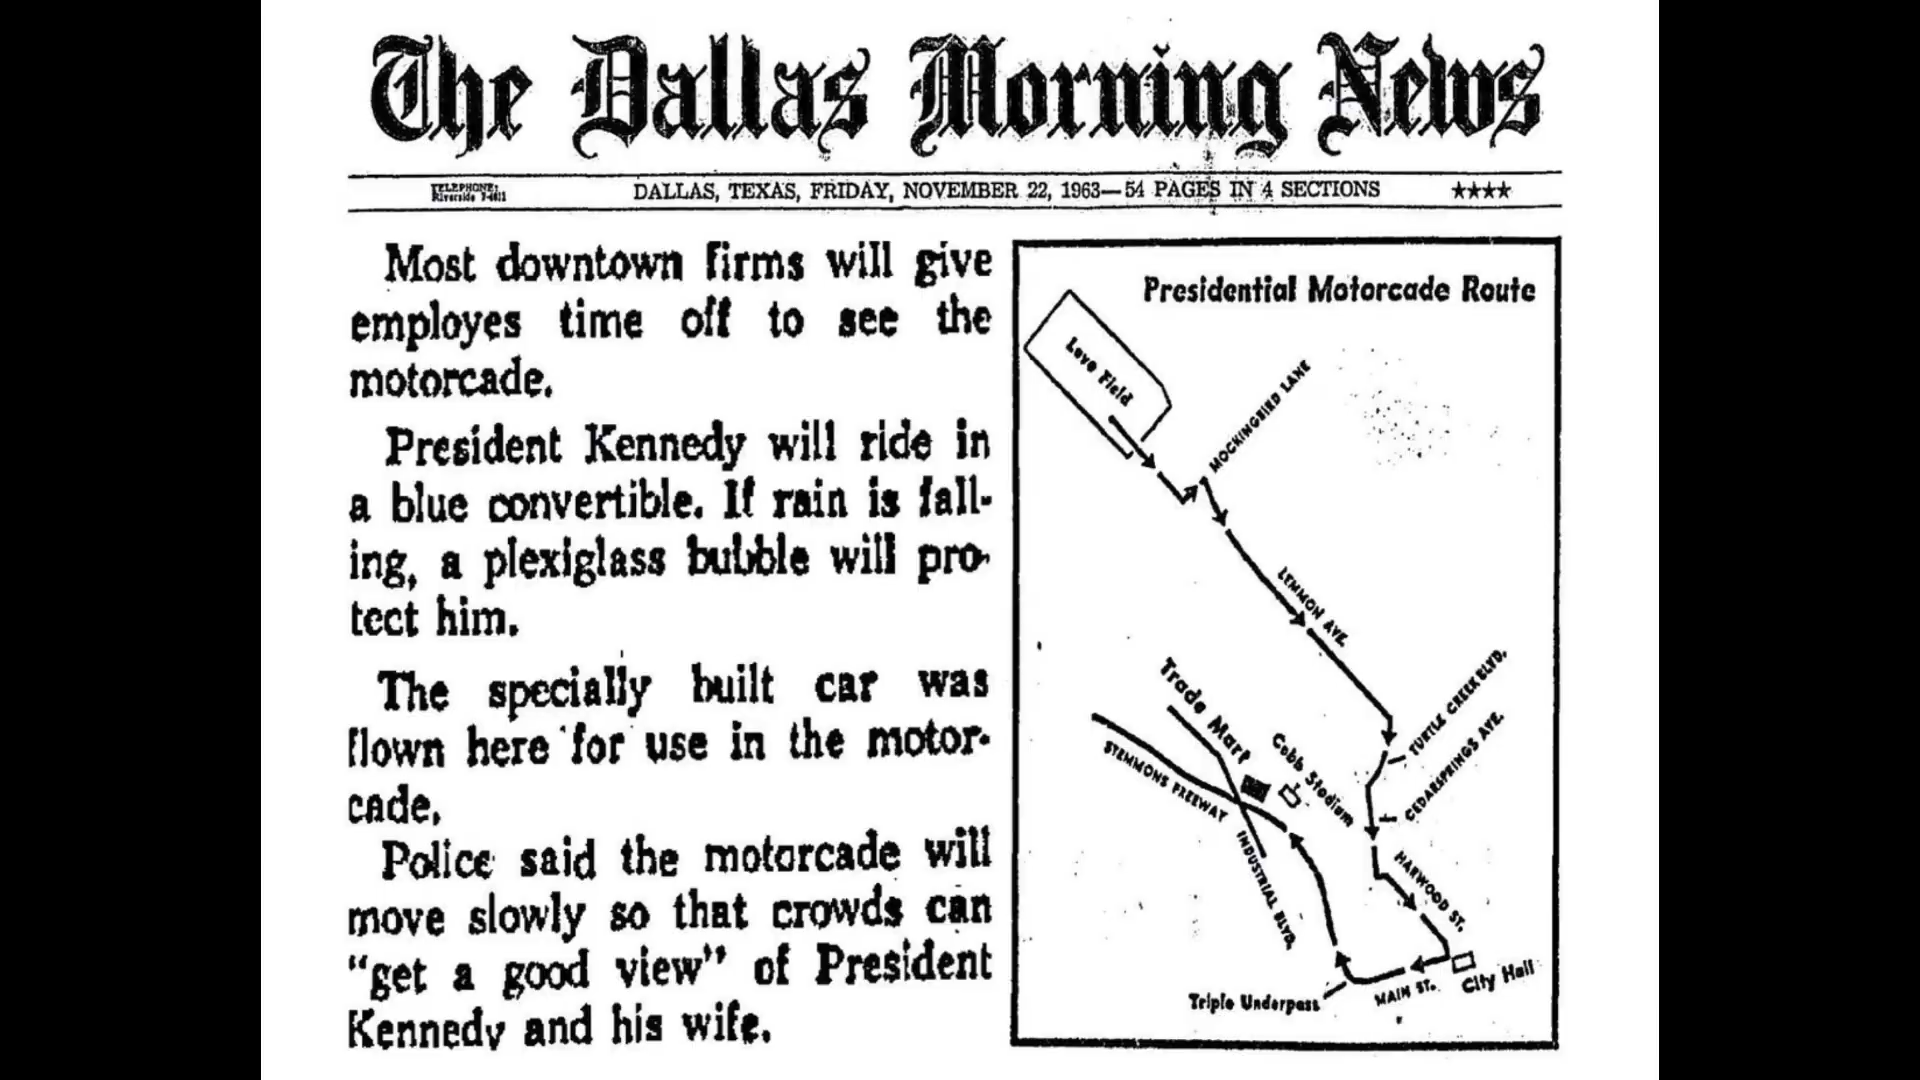 The Dallas Morning News
TELEPHONE:
Riverside 7-4611
DALLAS, TEXAS, FRIDAY, NOVEMBER 22, 1963—54 PAGES IN 4 SECTIONS
★★★★
Most downtown firms will give
employes time off to see the
motorcade.
President Kennedy will ride in
a blue convertible. If rain is fall-
ing, a plexiglass bubble will pro-
tect him.
The specially built car was
flown here for use in the motor-
cade.
Police said the motorcade will
move slowly so that crowds can
"get a good view" of President
Kennedy and his wife.
Presidential Motorcade Route
Love Field
MOCKINGBIRD LANE
LEMMON AVE.
TURTLE CREEK BLVD.
CEDARSPRINGS AVE.
Trade Mart
Cobb Stadium
STEMMONS FREEWAY
INDUSTRIAL BLVD.
HARWOOD ST.
City Hall
MAIN ST.
Triple Underpass